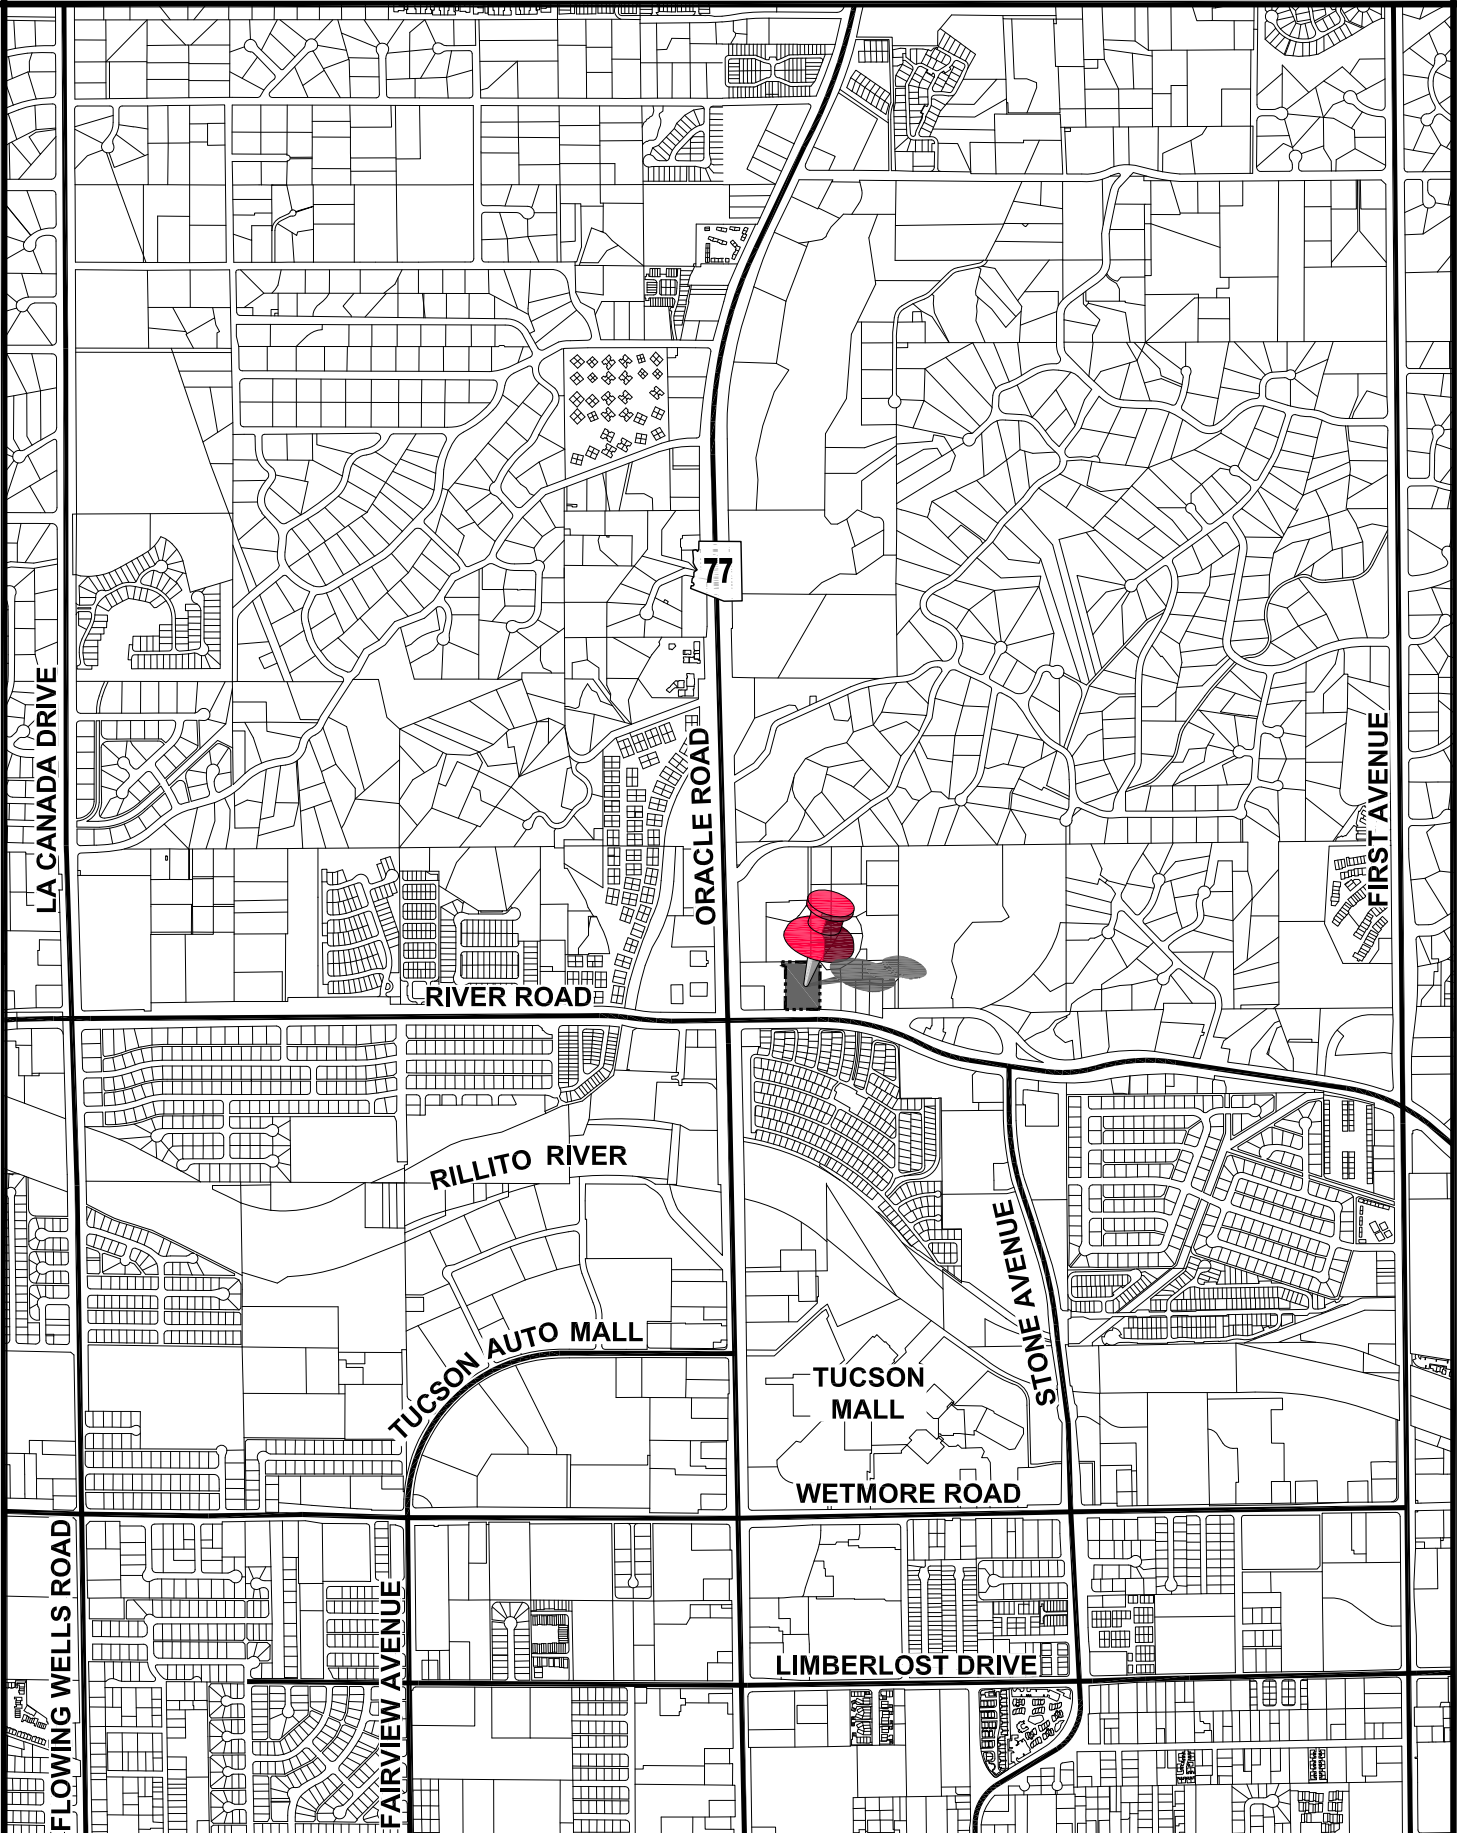 77
LA CANADA DRIVE
ORACLE ROAD
FIRST AVENUE
RIVER ROAD
RILLITO RIVER
STONE AVENUE
TUCSON AUTO MALL
TUCSON
MALL
WETMORE ROAD
FLOWING WELLS ROAD
FAIRVIEW AVENUE
LIMBERLOST DRIVE